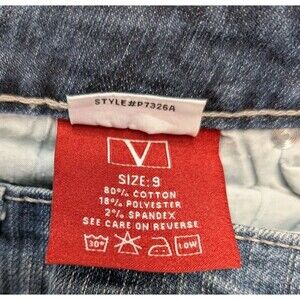 STYLE#P7326A
V
SIZE: 9
80% COTTON
18% POLYESTER
2% SPANDEX
SEE CARE ON REVERSE
30° LOW